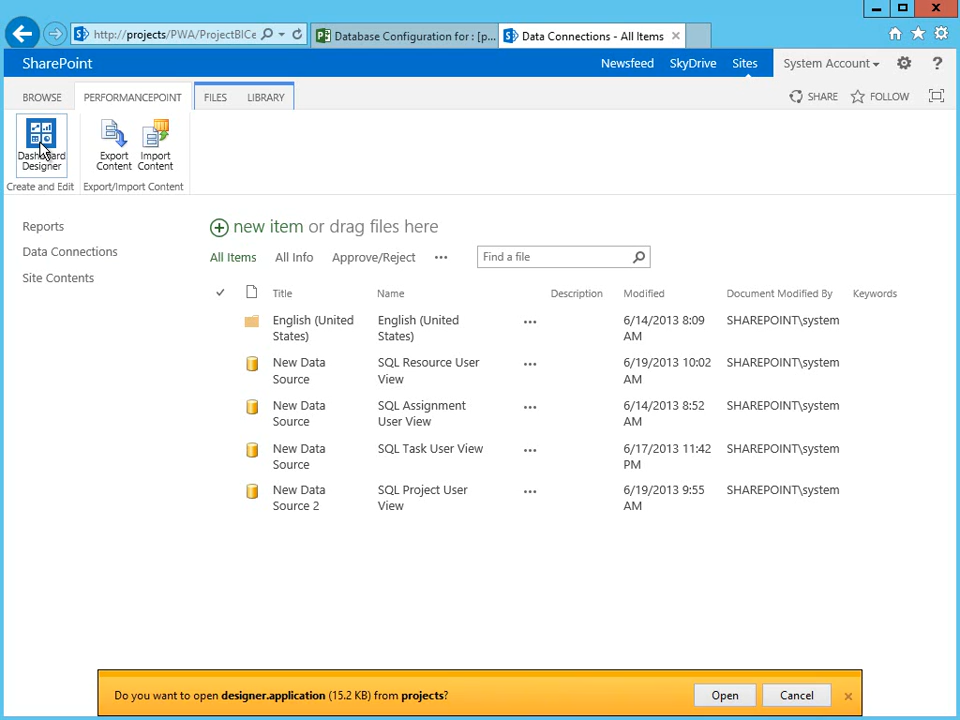 http://projects/PWA/ProjectBICe
Database Configuration for : [p...
Data Connections - All Items
SharePoint
Newsfeed
SkyDrive
Sites
System Account
?
BROWSE
PERFORMANCEPOINT
FILES
LIBRARY
SHARE
FOLLOW
Dashboard
Designer
Export
Content
Import
Content
Create and Edit
Export/Import Content
Reports
Data Connections
Site Contents
new item or drag files here
All Items
All Info
Approve/Reject
...
Find a file
Title
Name
Description
Modified
Document Modified By
Keywords
English (United
States)
English (United
States)
...
6/14/2013 8:09
AM
SHAREPOINT\system
New Data
Source
SQL Resource User
View
...
6/19/2013 10:02
AM
SHAREPOINT\system
New Data
Source
SQL Assignment
User View
...
6/14/2013 8:52
AM
SHAREPOINT\system
New Data
Source
SQL Task User View
...
6/17/2013 11:42
PM
SHAREPOINT\system
New Data
Source 2
SQL Project User
View
...
6/19/2013 9:55
AM
SHAREPOINT\system
Do you want to open designer.application (15.2 KB) from projects?
Open
Cancel